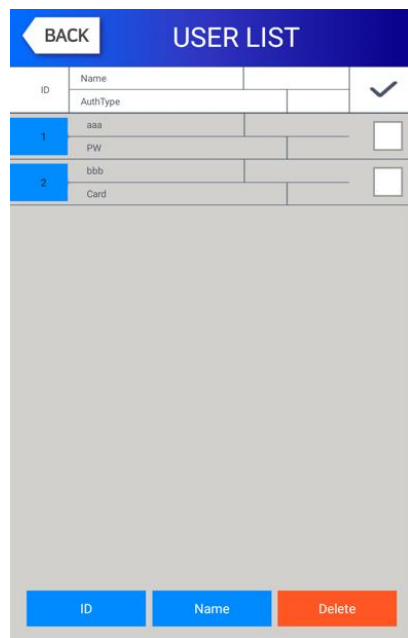 BACK USER LIST
ID Name
AuthType
1 aaa
PW
2 bbb
Card
ID Name Delete